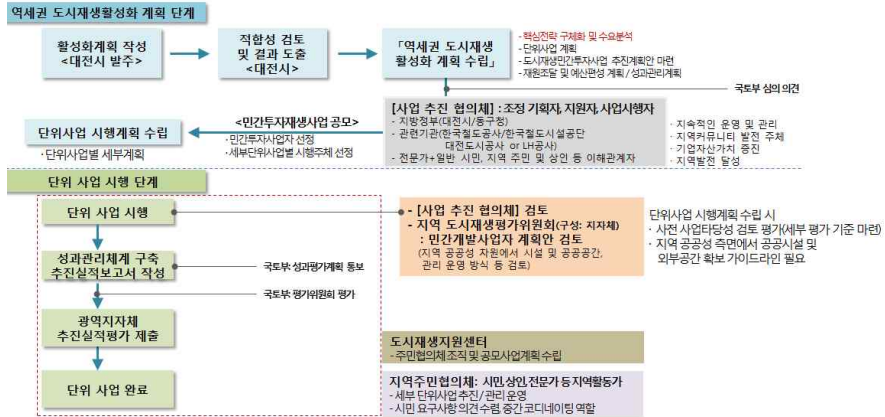 역세권 도시재생활성화 계획 단계
활성화계획 작성
<대전시 발주>
적합성 검토
및 결과 도출
<대전시>
「역세권 도시재생
활성화 계획 수립」
-핵심전략 구체화 및 수요분석
-단위사업 계획
-도시재생민간투자사업 추진계획안 마련
-재원조달 및 예산편성 계획/성과관리계획
국토부 심의 의견
[사업 추진 협의체] : 조정 기획자, 지원자, 사업시행자
- 지방정부(대전시/동구청)
- 관련기관(한국철도공사/한국철도시설공단
대전도시공사 or LH공사)
- 전문가+일반 시민, 지역 주민 및 상인 등 이해관계자
· 지속적인 운영 및 관리
· 지역커뮤니티 발전 주체
· 기업자산가치 증진
· 지역발전 달성
<민간투자재생사업 공모>
-민간투자사업자 선정
-세부단위사업별 시행주체 선정
단위사업 시행계획 수립
·단위사업별 세부계획
단위 사업 시행 단계
단위 사업 시행
- [사업 추진 협의체] 검토
- 지역 도시재생평가위원회(구성: 지자체)
: 민간개발사업자 계획안 검토
(지역 공공성 차원에서 시설 및 공공공간,
관리 운영 방식 등 검토)
단위사업 시행계획 수립 시
· 사전 사업타당성 검토 평가(세부 평가 기준 마련)
· 지역 공공성 측면에서 공공시설 및
외부공간 확보 가이드라인 필요
성과관리체계 구축
추진실적보고서 작성
국토부: 성과평가계획 통보
국토부: 평가위원회 평가
광역지자체
추진실적평가 제출
단위 사업 완료
도시재생지원센터
- 주민협의체 조직 및 공모사업계획 수립
지역주민협의체: 시민,상인,전문가 등 지역활동가
- 세부 단위사업 추진/관리 운영
- 시민 요구사항 의견 수렴, 중간 코디네이팅 역할